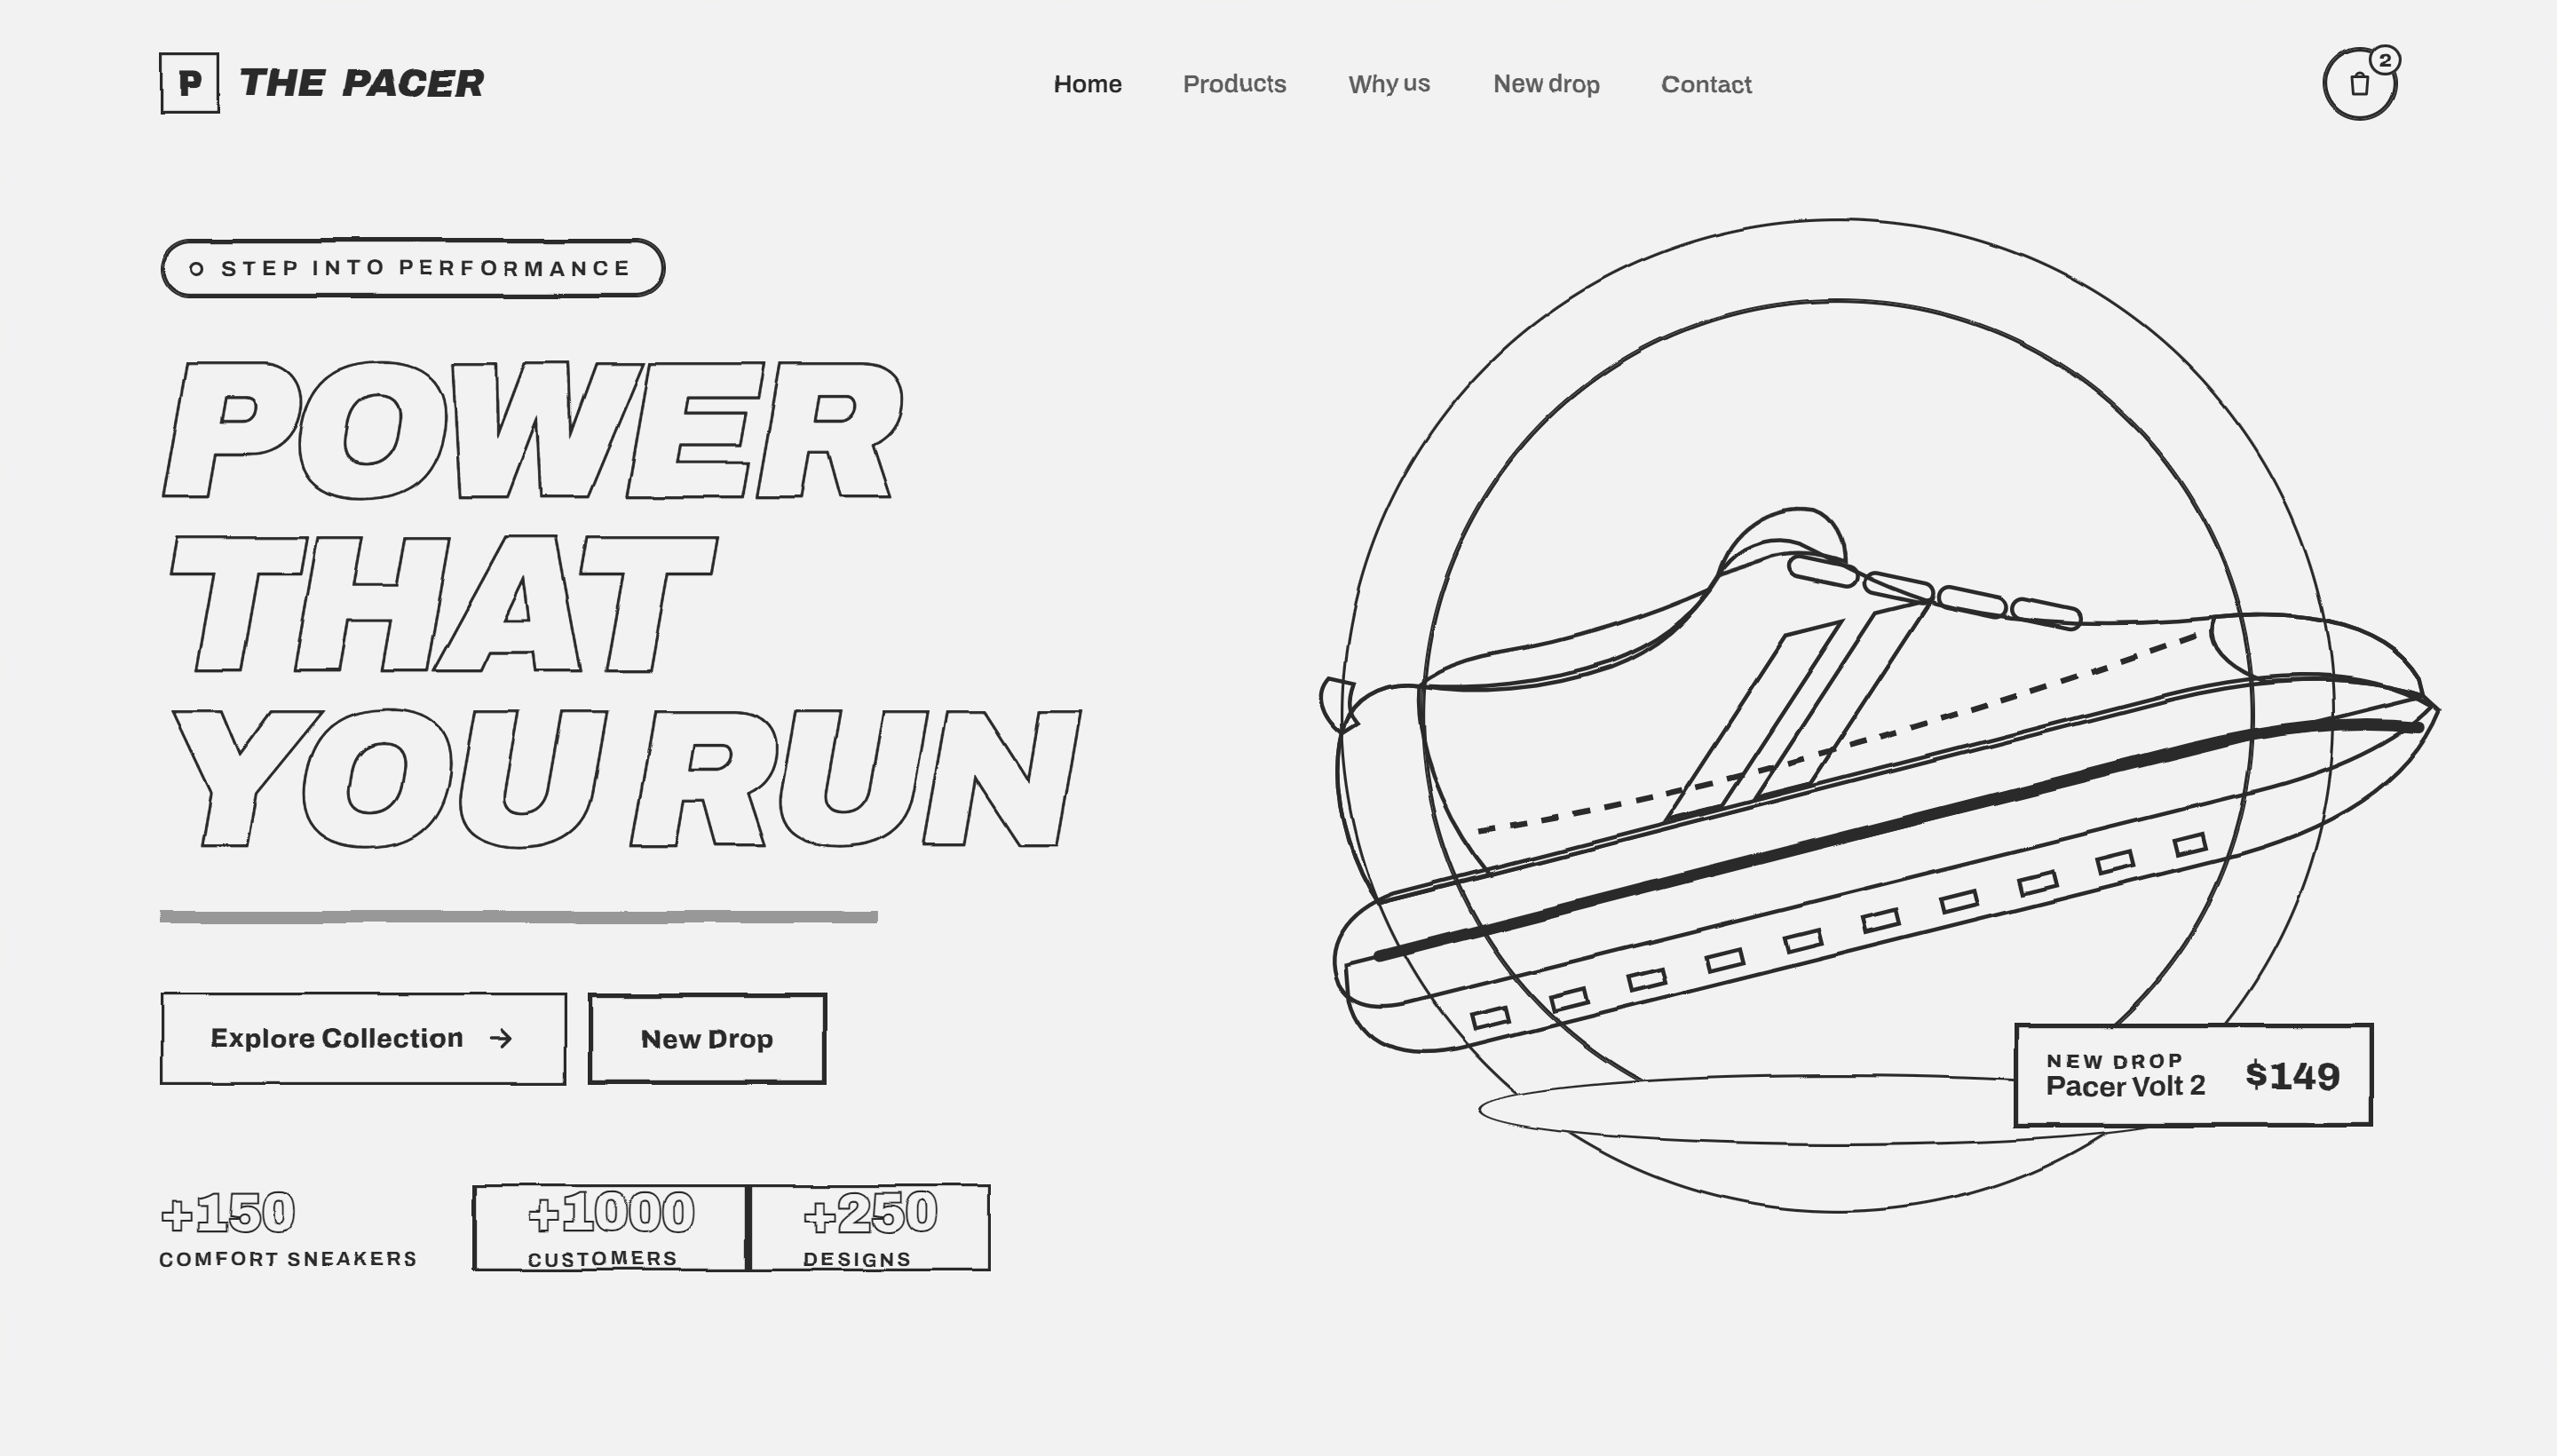 P THE PACER
Home Products Why us New drop Contact
2
STEP INTO PERFORMANCE
POWER
THAT
YOU RUN
Explore Collection →
New Drop
NEW DROP
Pacer Volt 2
$149
+150
COMFORT SNEAKERS
+1000
CUSTOMERS
+250
DESIGNS